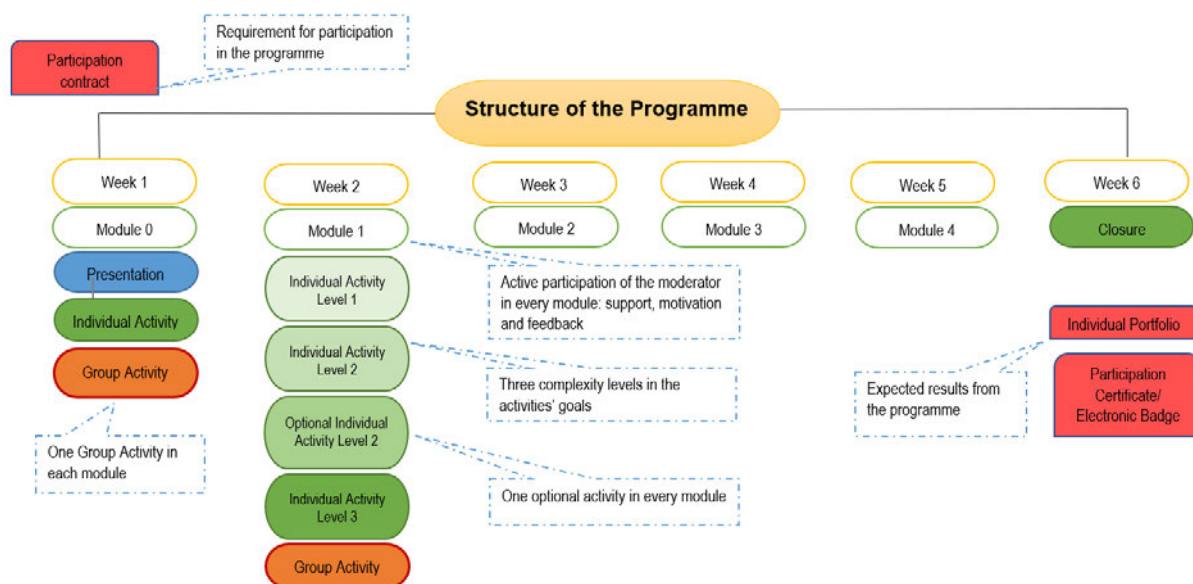 Requirement for participation
in the programme
Participation
contract
Structure of the Programme
Week 1
Module 0
Presentation
Individual Activity
Group Activity
One Group Activity in
each module
Week 2
Module 1
Individual Activity
Level 1
Individual Activity
Level 2
Optional Individual
Activity Level 2
Individual Activity
Level 3
Group Activity
Week 3
Module 2
Week 4
Module 3
Active participation of the moderator
in every module: support, motivation
and feedback
Three complexity levels in the
activities' goals
One optional activity in every module
Week 5
Module 4
Week 6
Closure
Expected results from
the programme
Individual Portfolio
Participation
Certificate/
Electronic Badge